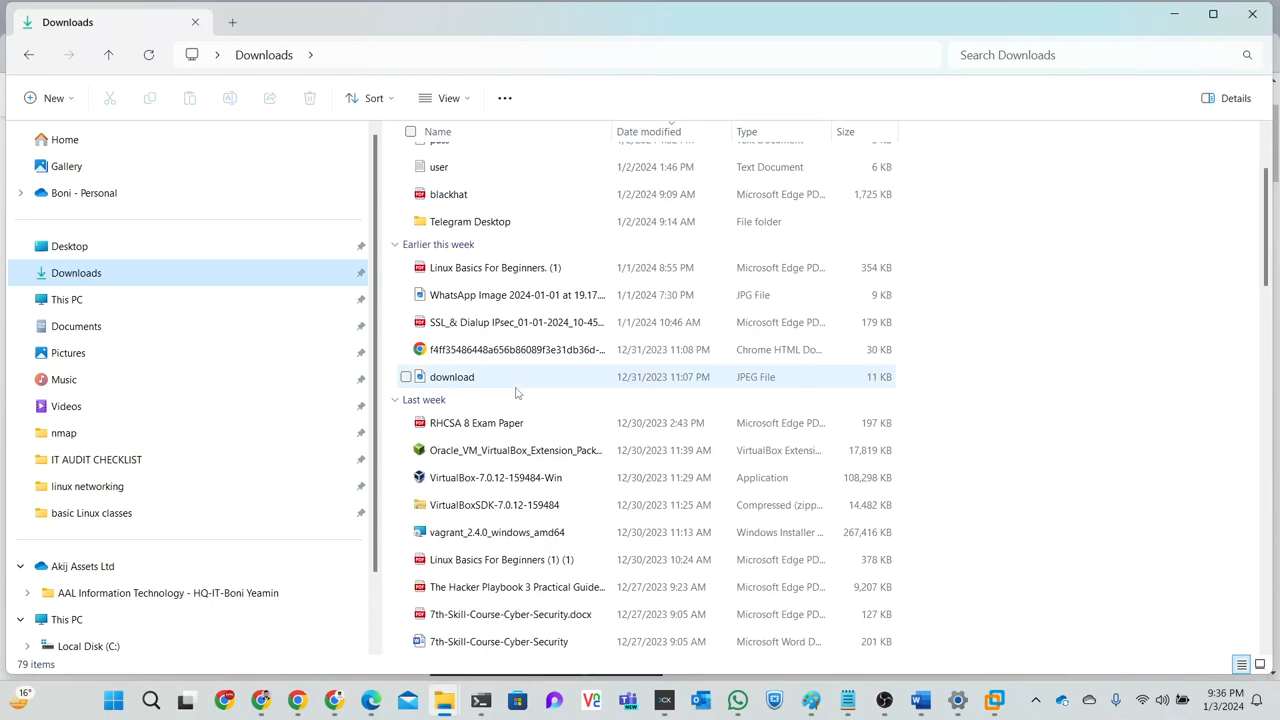 Downloads
Downloads
Search Downloads
New
Sort
View
Details
Home
Gallery
Boni - Personal
Desktop
Downloads
This PC
Documents
Pictures
Music
Videos
nmap
IT AUDIT CHECKLIST
linux networking
basic Linux classes
Akij Assets Ltd
AAL Information Technology - HQ-IT-Boni Yeamin
This PC
Local Disk (C:)
Name Date modified Type Size
user 1/2/2024 1:46 PM Text Document 6 KB
blackhat 1/2/2024 9:09 AM Microsoft Edge PD... 1,725 KB
Telegram Desktop 1/2/2024 9:14 AM File folder
Earlier this week
Linux Basics For Beginners. (1) 1/1/2024 8:55 PM Microsoft Edge PD... 354 KB
WhatsApp Image 2024-01-01 at 19.17.... 1/1/2024 7:30 PM JPG File 9 KB
SSL_& Dialup IPsec_01-01-2024_10-45... 1/1/2024 10:46 AM Microsoft Edge PD... 179 KB
f4ff35486448a656b86089f3e31db36d-... 12/31/2023 11:08 PM Chrome HTML Do... 30 KB
download 12/31/2023 11:07 PM JPEG File 11 KB
Last week
RHCSA 8 Exam Paper 12/30/2023 2:43 PM Microsoft Edge PD... 197 KB
Oracle_VM_VirtualBox_Extension_Pack... 12/30/2023 11:39 AM VirtualBox Extensi... 17,819 KB
VirtualBox-7.0.12-159484-Win 12/30/2023 11:29 AM Application 108,298 KB
VirtualBoxSDK-7.0.12-159484 12/30/2023 11:25 AM Compressed (zipp... 14,482 KB
vagrant_2.4.0_windows_amd64 12/30/2023 11:13 AM Windows Installer ... 267,416 KB
Linux Basics For Beginners (1) (1) 12/30/2023 10:24 AM Microsoft Edge PD... 378 KB
The Hacker Playbook 3 Practical Guide... 12/27/2023 9:23 AM Microsoft Edge PD... 9,207 KB
7th-Skill-Course-Cyber-Security.docx 12/27/2023 9:05 AM Microsoft Edge PD... 127 KB
7th-Skill-Course-Cyber-Security 12/27/2023 9:05 AM Microsoft Word D... 201 KB
79 items
16°
9:36 PM
1/3/2024